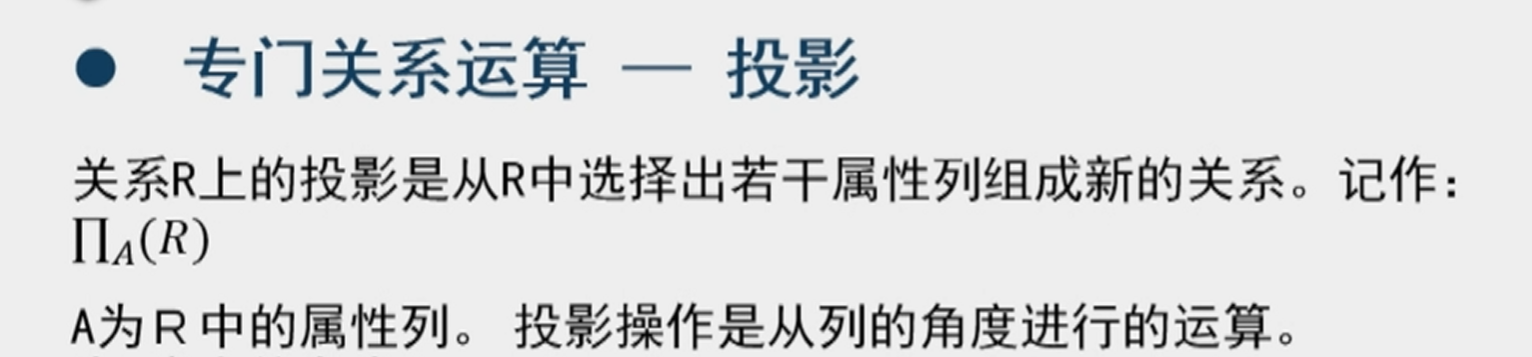 ● 专门关系运算 — 投影
关系R上的投影是从R中选择出若干属性列组成新的关系。记作：
∏A(R)
A为R中的属性列。 投影操作是从列的角度进行的运算。